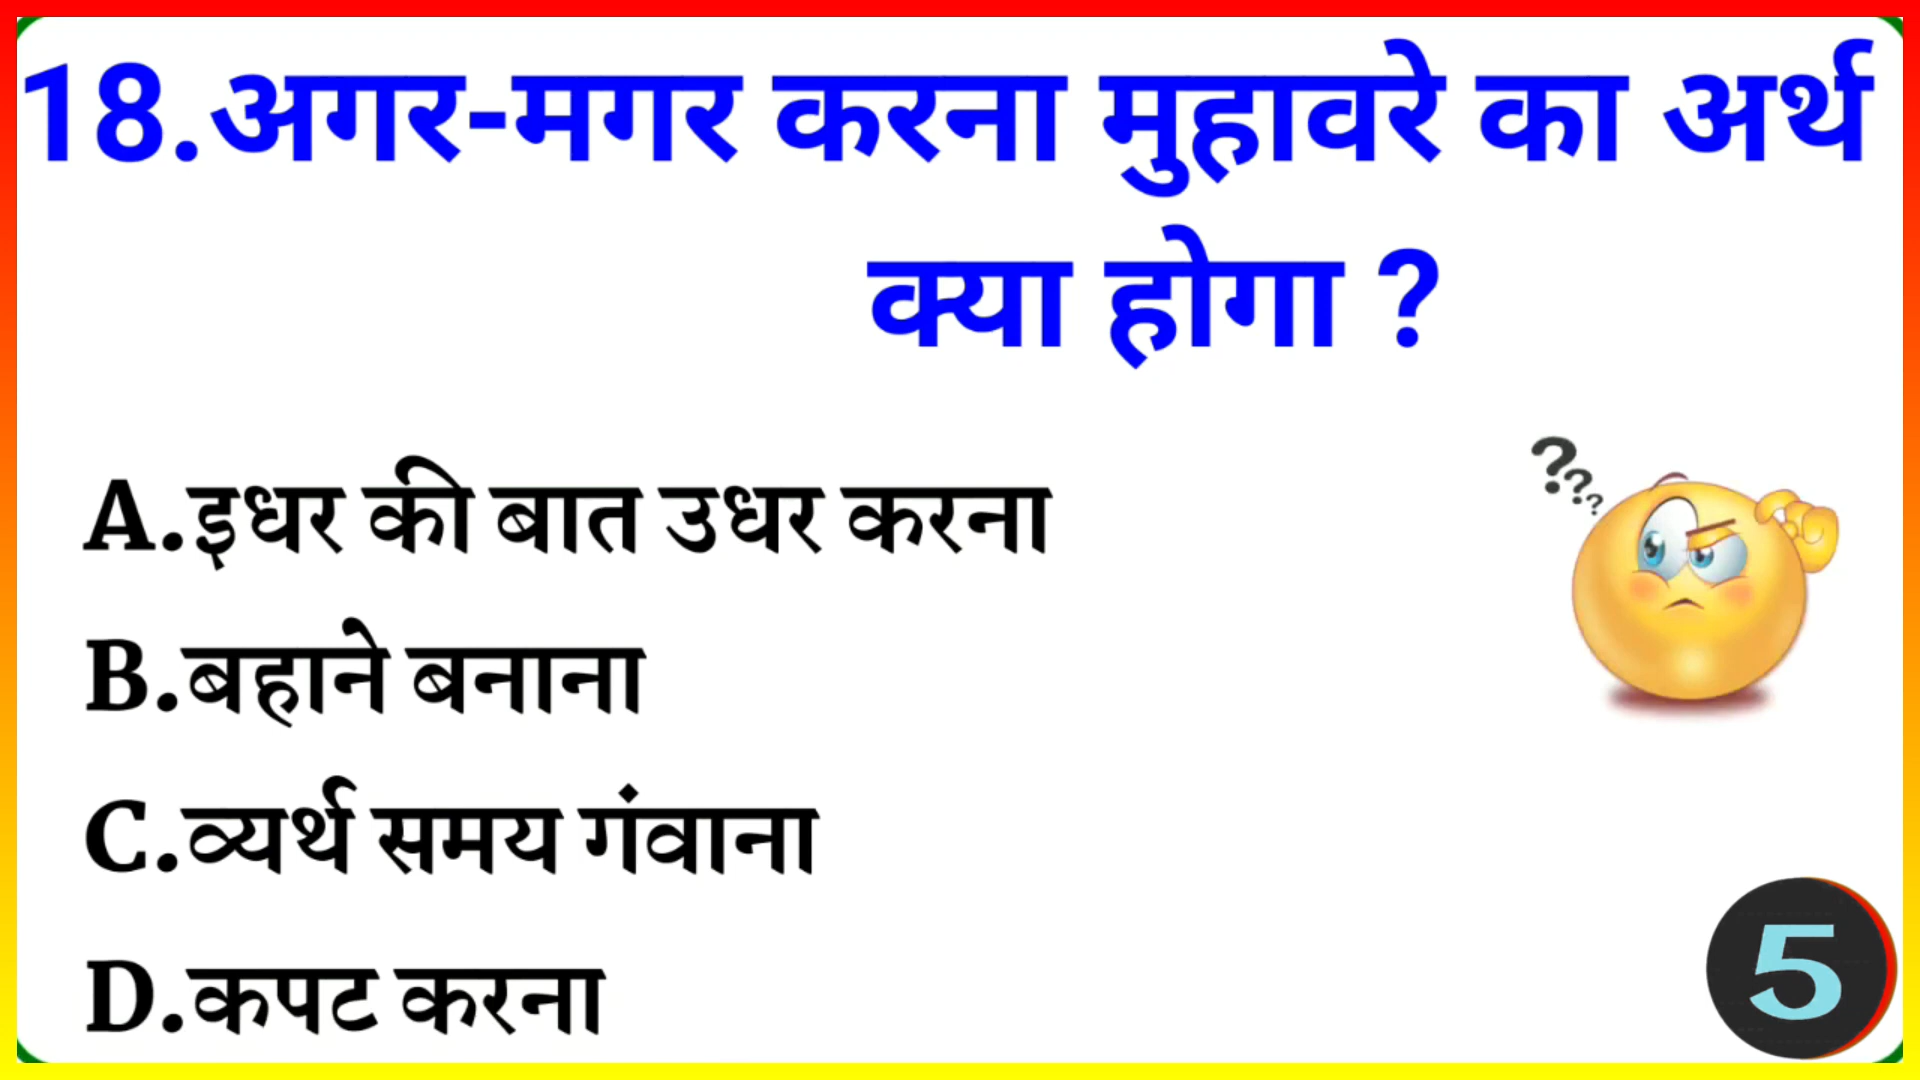 18.अगर-मगर करना मुहावरे का अर्थ
क्या होगा ?
???
A.इधर की बात उधर करना
B.बहाने बनाना
C.व्यर्थ समय गंवाना
D.कपट करना
5